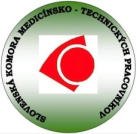 SLOVENSKÁ KOMORA MEDICÍNSKO - TECHNICKÝCH PRACOVNÍKOV